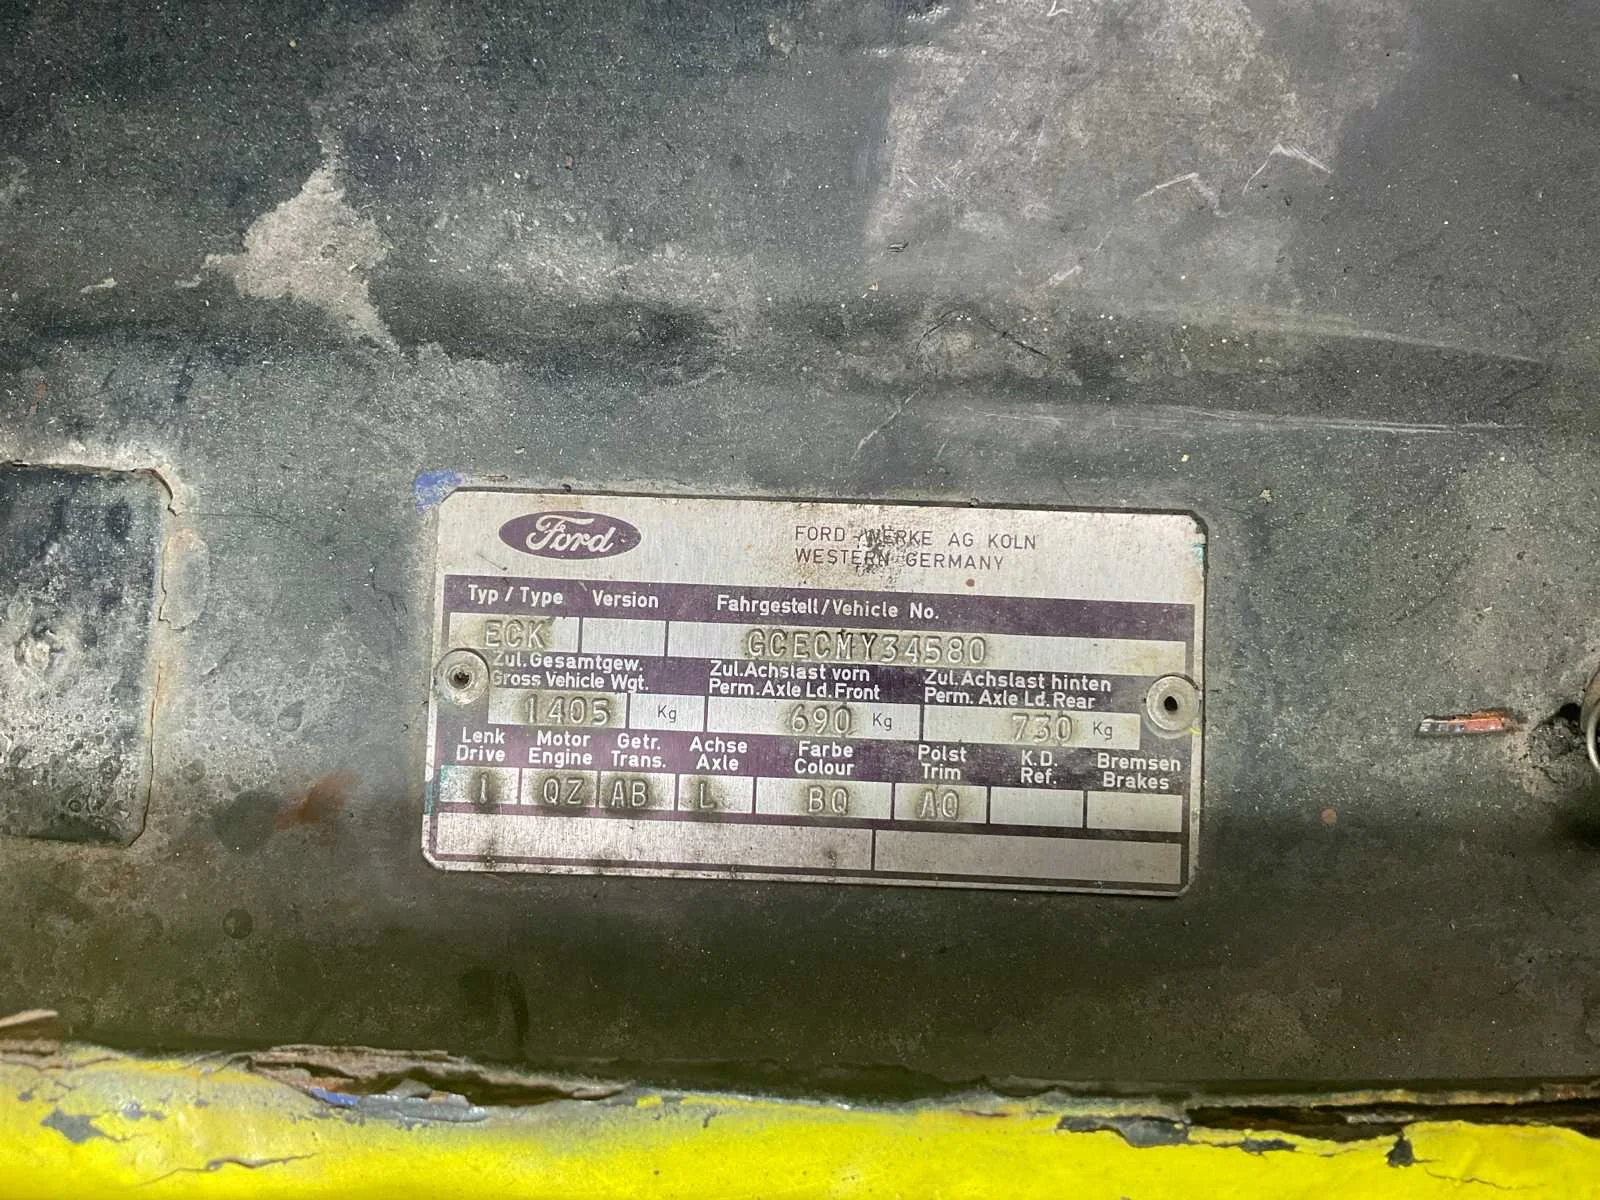 Ford
FORD-WERKE AG KOLN
WESTERN GERMANY
Typ / Type Version Fahrgestell/Vehicle No.
ECK GCECMY34580
Zul.Gesamtgew. Zul.Achslast vorn Zul.Achslast hinten
Gross Vehicle Wgt. Perm.Axle Ld.Front Perm. Axle Ld.Rear
1405 Kg 690 Kg 730 Kg
Lenk Motor Getr. Achse Farbe Polst K.D. Bremsen
Drive Engine Trans. Axle Colour Trim Ref. Brakes
1 QZ AB L BQ AQ